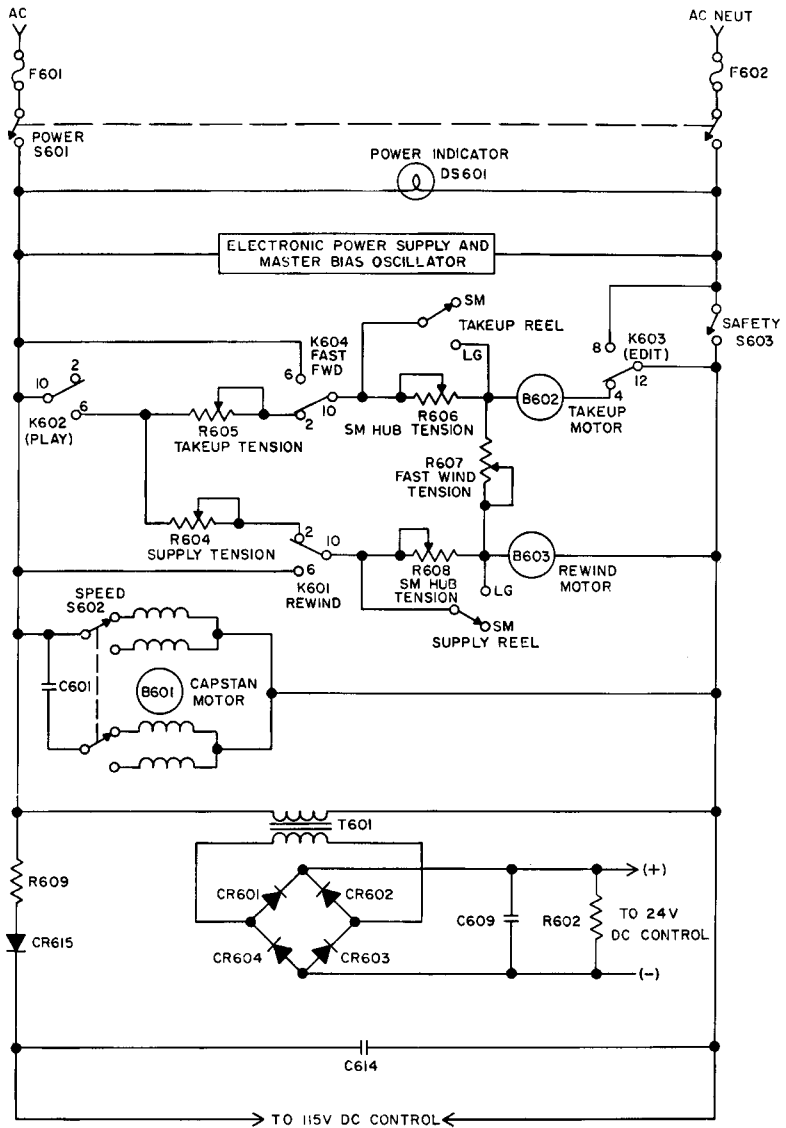 AC
AC NEUT
F601
F602
POWER
S601
POWER INDICATOR
DS601
ELECTRONIC POWER SUPPLY AND
MASTER BIAS OSCILLATOR
SM
TAKEUP REEL
LG
SAFETY
S603
K604
FAST
FWD
6
10
2
K603
(EDIT)
8
12
4
2
10
6
K602
(PLAY)
R605
TAKEUP TENSION
R606
SM HUB TENSION
B602
TAKEUP
MOTOR
R607
FAST WIND
TENSION
R604
SUPPLY TENSION
2
10
6
K601
REWIND
R608
SM HUB
TENSION
B603
REWIND
MOTOR
LG
SM
SUPPLY REEL
SPEED
S602
C601
B601
CAPSTAN
MOTOR
T601
R609
CR615
CR601
CR602
CR604
CR603
C609
R602
(+)
TO 24V
DC CONTROL
(-)
C614
TO 115V DC CONTROL